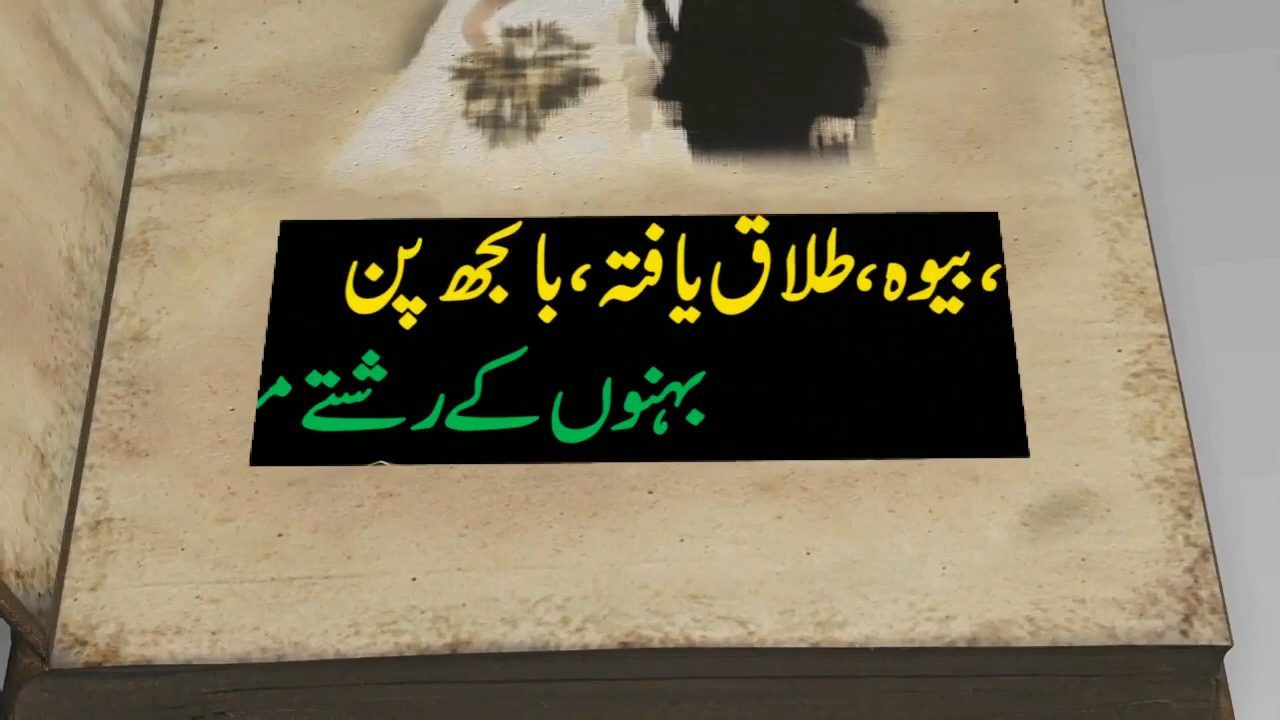 ، بیوہ، طلاق یافتہ، بانجھ پن
بہنوں کے رشتے